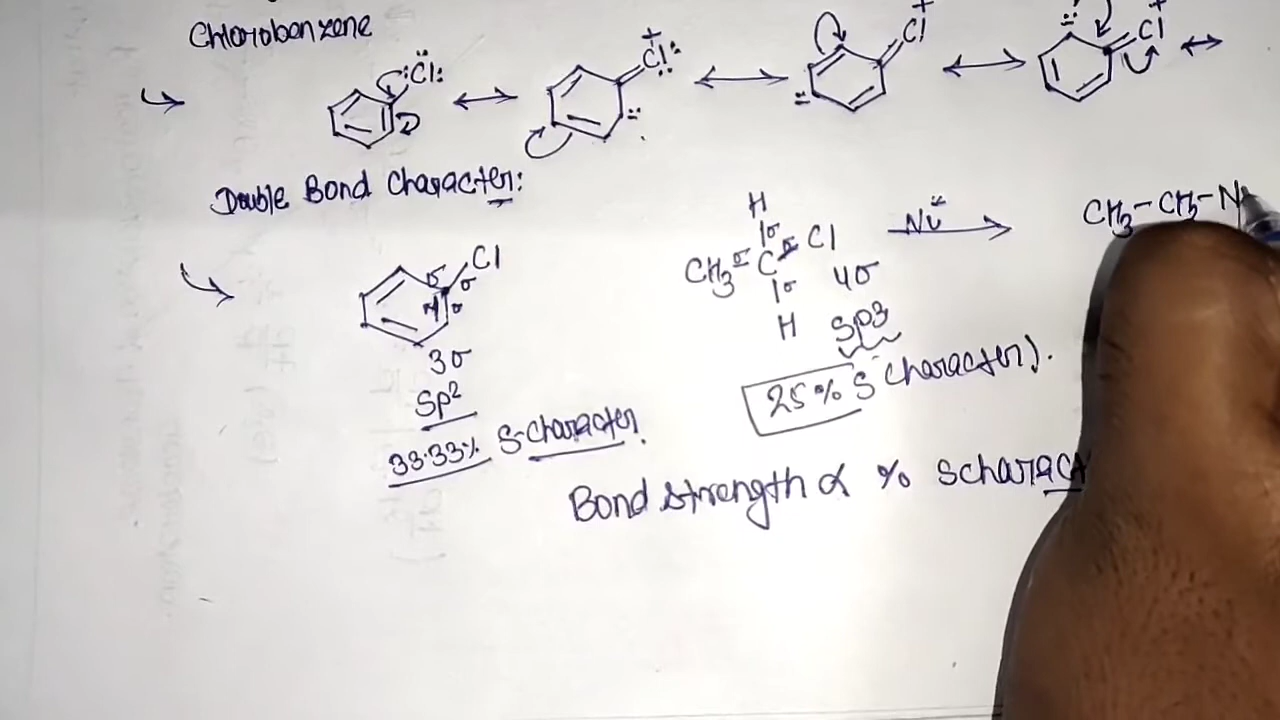 Chlorobenzene
:C̈l: ↔ +Cl: ↔ +Cl ↔ +Cl ↔
Double Bond Character:
Cl
3σ
Sp²
33.33% S-character.
H
CH3 σ C σ Cl
σ
σ 4σ
H Sp3
25% S character).
Nu
CH3-CH2-N
Bond strength ∝ % Scharact